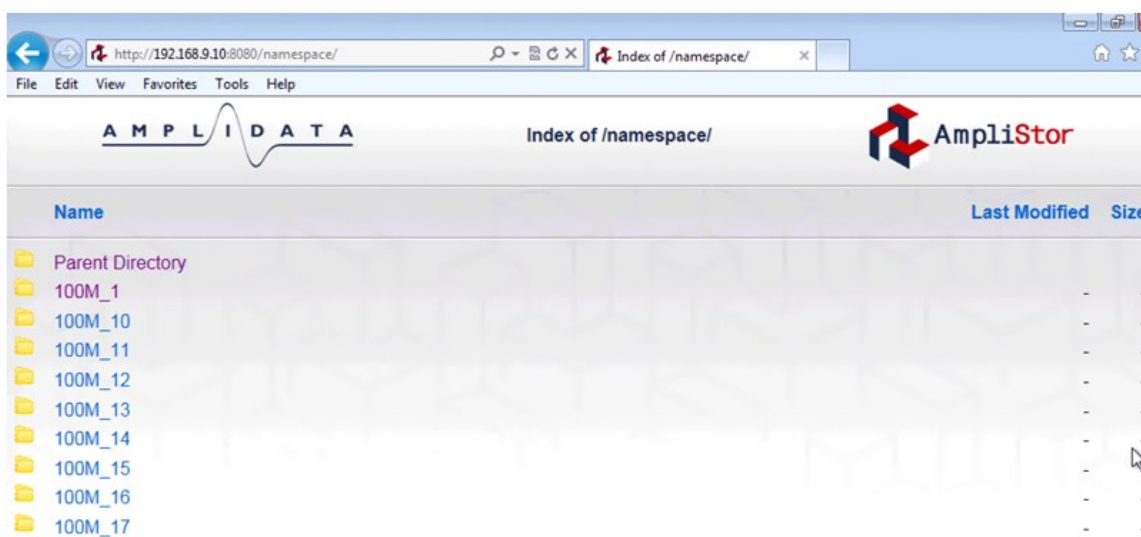 http://192.168.9.10:8080/namespace/
Index of /namespace/
File Edit View Favorites Tools Help
AMPLIDATA
Index of /namespace/
AmpliStor
Name Last Modified Size
Parent Directory
100M_1 -
100M_10 -
100M_11 -
100M_12 -
100M_13 -
100M_14 -
100M_15 -
100M_16 -
100M_17 -